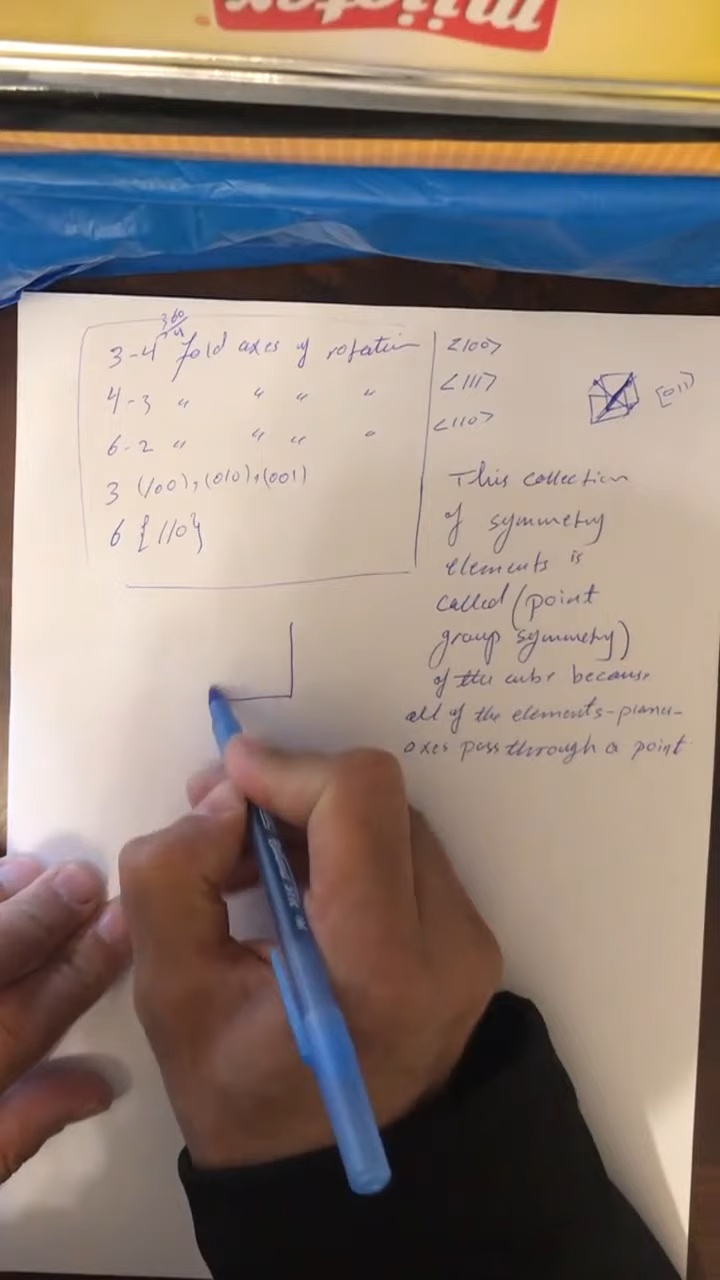 360/4
3-4 fold axes of rotation <100>
4-3 " " " " <111>
6-2 " " " " <110>
3 (100),(010),(001)
6 {110}
[011]
This collection
of symmetry
elements is
called (point
group symmetry)
of the cube because
all of the elements-planes-
axes pass through a point